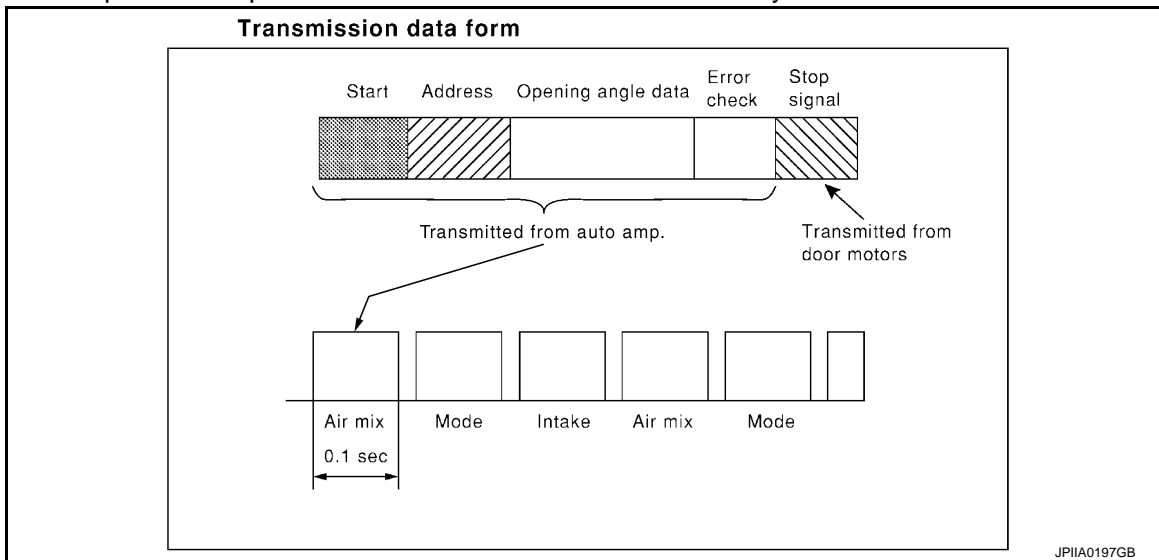 Transmission data form
Start Address Opening angle data Error check Stop signal
Transmitted from auto amp.
Transmitted from door motors
Air mix Mode Intake Air mix Mode
0.1 sec
JPIIA0197GB